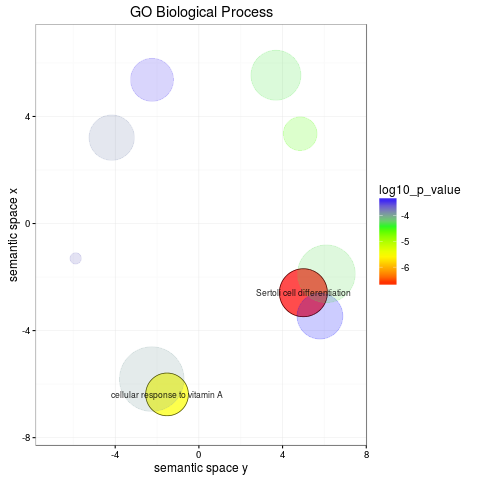 GO Biological Process
semantic space x
4
0
-4
-8
Sertoli cell differentiation
cellular response to vitamin A
-4
0
4
8
semantic space y
log10_p_value
-4
-5
-6